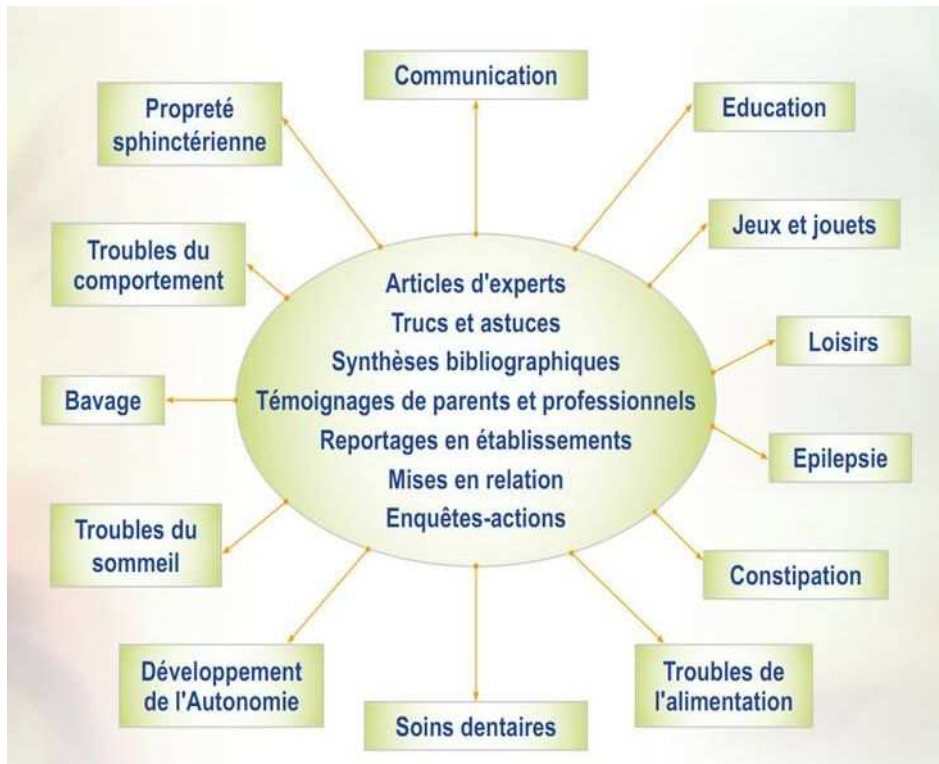 Communication
Propreté
sphinctérienne
Education
Jeux et jouets
Troubles du
comportement
Articles d'experts
Trucs et astuces
Synthèses bibliographiques
Témoignages de parents et professionnels
Reportages en établissements
Mises en relation
Enquêtes-actions
Loisirs
Bavage
Epilepsie
Troubles du
sommeil
Constipation
Développement
de l'Autonomie
Troubles de
l'alimentation
Soins dentaires